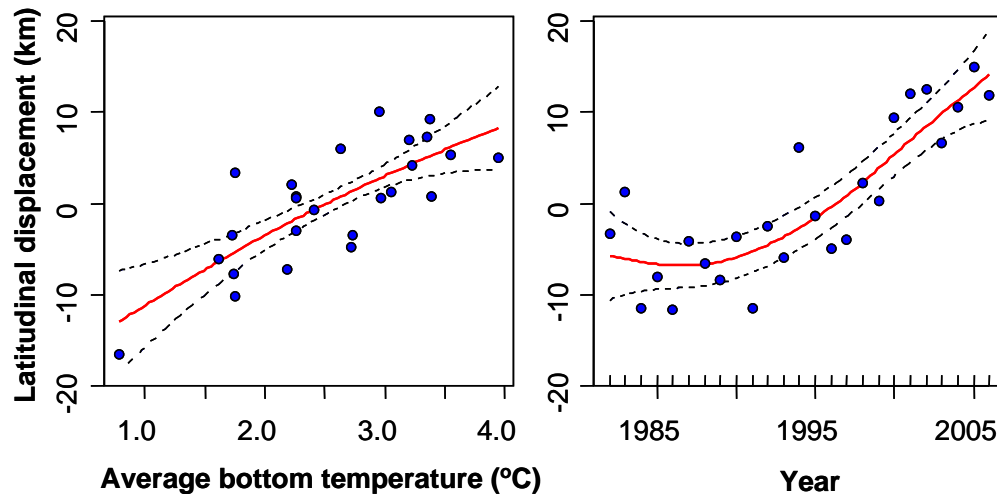 Latitudinal displacement (km)
20
10
0
-10
-20
1.0 2.0 3.0 4.0
Average bottom temperature (ºC)
20
10
0
-10
-20
1985 1995 2005
Year